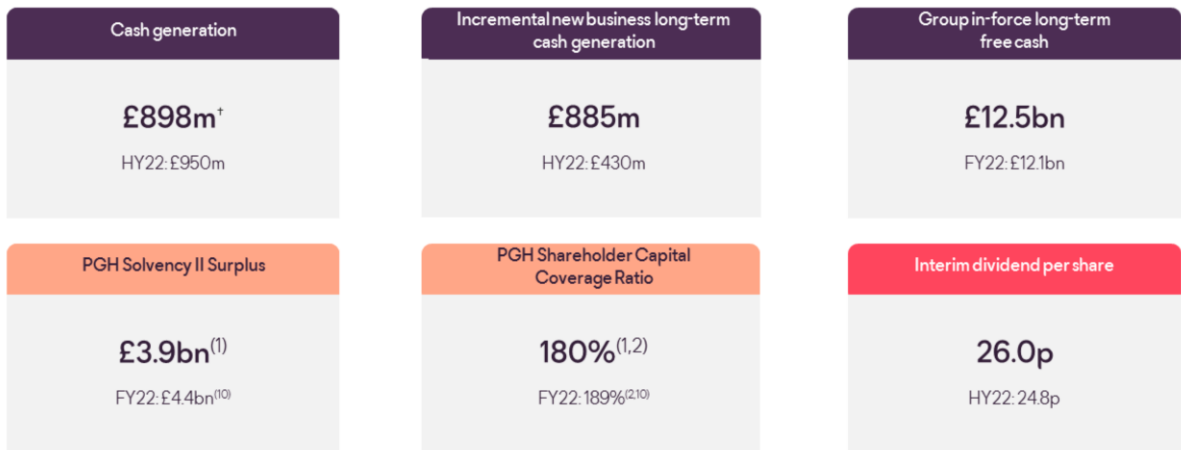 Cash generation
£898m†
HY22: £950m
Incremental new business long-term
cash generation
£885m
HY22: £430m
Group in-force long-term
free cash
£12.5bn
FY22: £12.1bn
PGH Solvency II Surplus
£3.9bn(1)
FY22: £4.4bn(10)
PGH Shareholder Capital
Coverage Ratio
180%(1,2)
FY22: 189%(2,10)
Interim dividend per share
26.0p
HY22: 24.8p